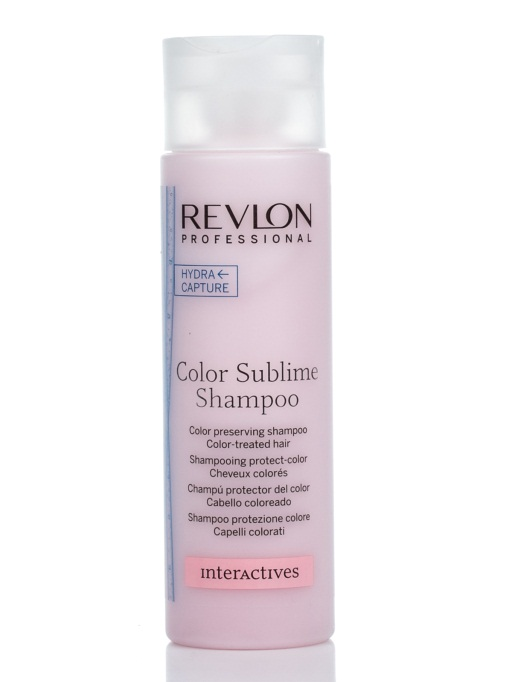 REVLON
PROFESSIONAL
HYDRA←
CAPTURE
Color Sublime
Shampoo
Color preserving shampoo
Color-treated hair
Shampooing protect-color
Cheveux colorés
Champú protector del color
Cabello coloreado
Shampoo protezione colore
Capelli colorati
interactives